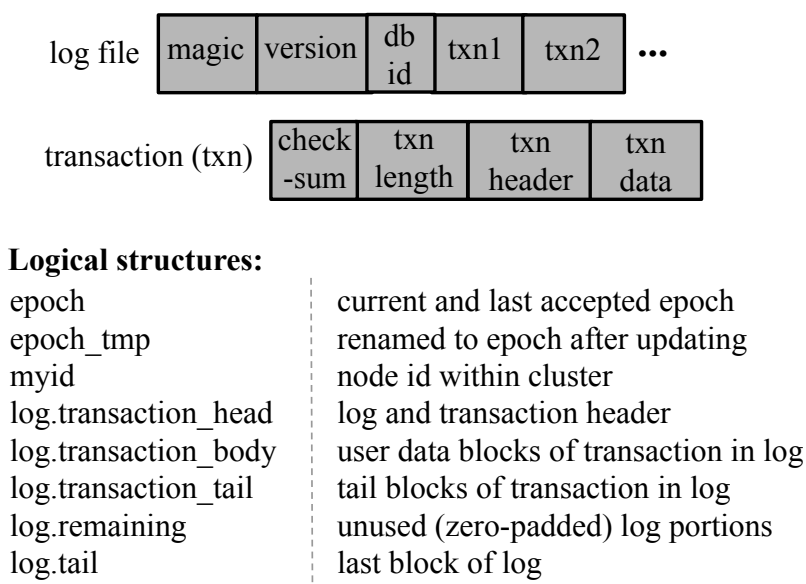 log file magic version db id txn1 txn2 ...
transaction (txn) check-sum txn length txn header txn data
Logical structures:
epoch current and last accepted epoch
epoch_tmp renamed to epoch after updating
myid node id within cluster
log.transaction_head log and transaction header
log.transaction_body user data blocks of transaction in log
log.transaction_tail tail blocks of transaction in log
log.remaining unused (zero-padded) log portions
log.tail last block of log